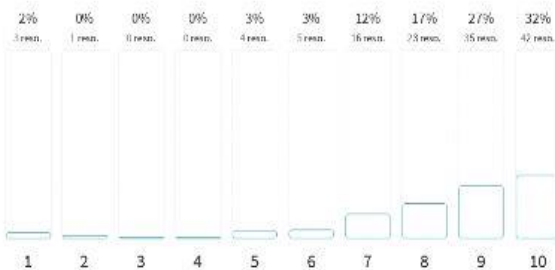 2% 0% 0% 0% 3% 3% 12% 17% 27% 32%
3 resp. 1 resp. 0 resp. 0 resp. 4 resp. 5 resp. 16 resp. 23 resp. 36 resp. 42 resp.
1 2 3 4 5 6 7 8 9 10